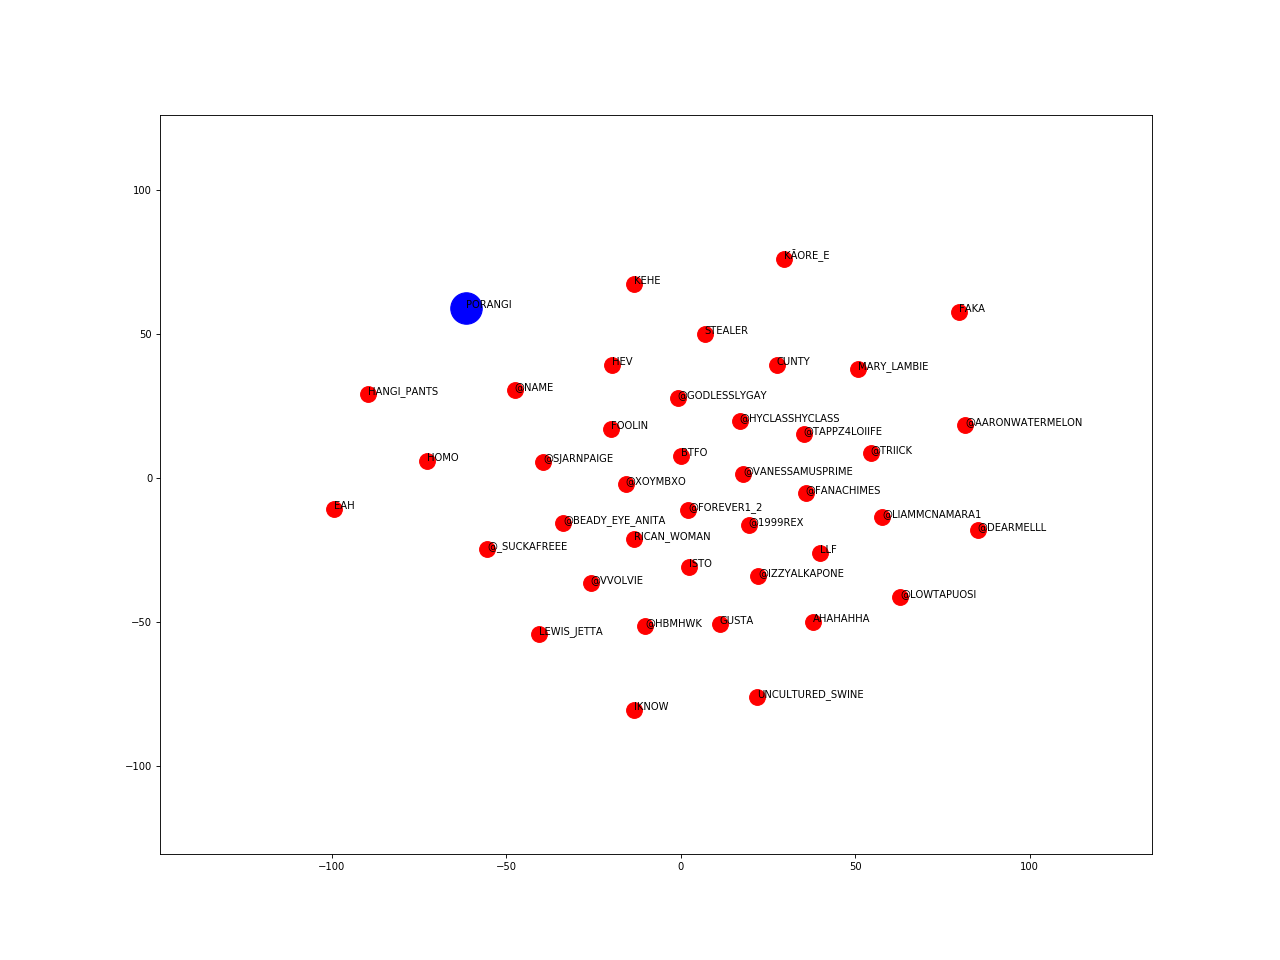 KĀORE_E
KEHE
PORANGI
FAKA
STEALER
HEV
CUNTY
MARY_LAMBIE
@NAME
HANGI_PANTS
@GODLESSLYGAY
@HYCLASSHYCLASS
@AARONWATERMELON
FOOLIN
@TAPPZ4LOIIFE
BTFO
@TRIICK
HOMO
@SJARNPAIGE
@VANESSAMUSPRIME
@XOYMBXO
@FANACHIMES
EAH
@FOREVER1_2
@LIAMMCNAMARA1
@BEADY_EYE_ANITA
@1999REX
@DEARMELLL
RICAN_WOMAN
@_SUCKAFREEE
LLF
ISTO
@IZZYALKAPONE
@VVOLVIE
@LOWTAPUOSI
AHAHAHHA
GUSTA
@HBMHWK
LEWIS_JETTA
UNCULTURED_SWINE
100
50
0
−50
−100
−100
−50
0
50
100